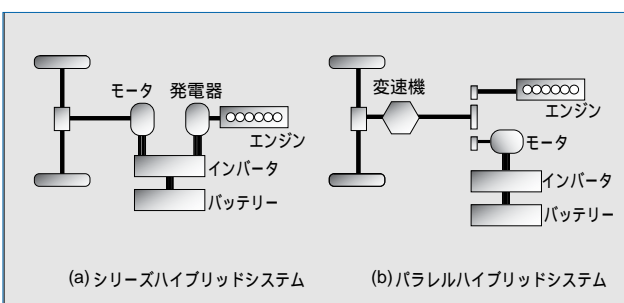 モータ
発電器
エンジン
インバータ
バッテリー
(a) シリーズハイブリッドシステム
変速機
エンジン
モータ
インバータ
バッテリー
(b) パラレルハイブリッドシステム